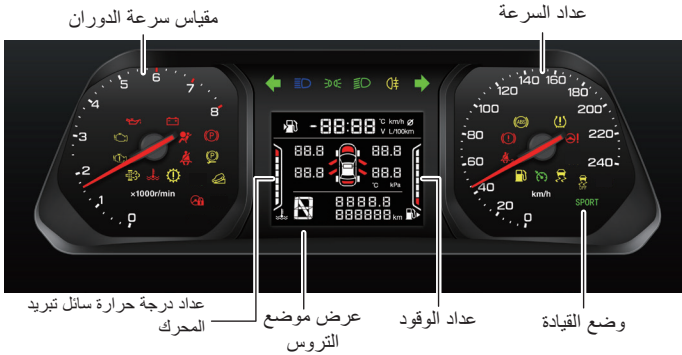 مقياس سرعة الدوران
عداد السرعة
0 1 2 3 4 5 6 7 8
×1000r/min
-88:88 °C km/h Ø
V L/100km
88.8 88.8
88.8 88.8
°C kPa
8888.8
888888 km
0 20 40 60 80 100 120 140 160 180 200 220 240
ABS
km/h
OFF
SPORT
عداد درجة حرارة سائل تبريد
المحرك
عرض موضع
التروس
عداد الوقود
وضع القيادة